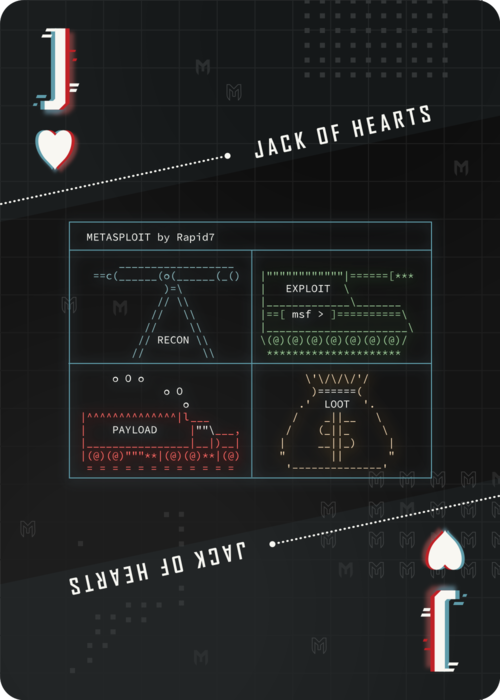 J
JACK OF HEARTS
METASPLOIT by Rapid7
EXPLOIT
msf >
RECON
PAYLOAD
LOOT
JACK OF HEARTS
J